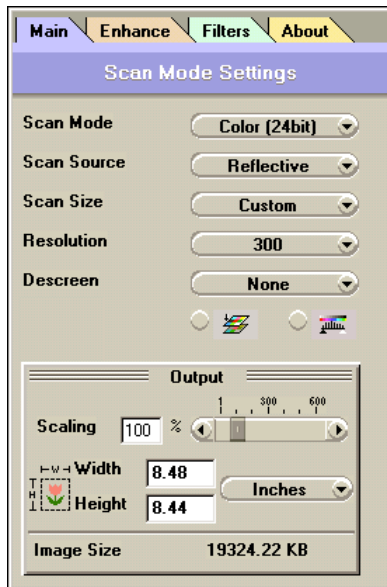 Main Enhance Filters About
Scan Mode Settings
Scan Mode Color (24bit)
Scan Source Reflective
Scan Size Custom
Resolution 300
Descreen None
Output
1 300 600
Scaling 100 %
W Width 8.48
Inches
H Height 8.44
Image Size 19324.22 KB